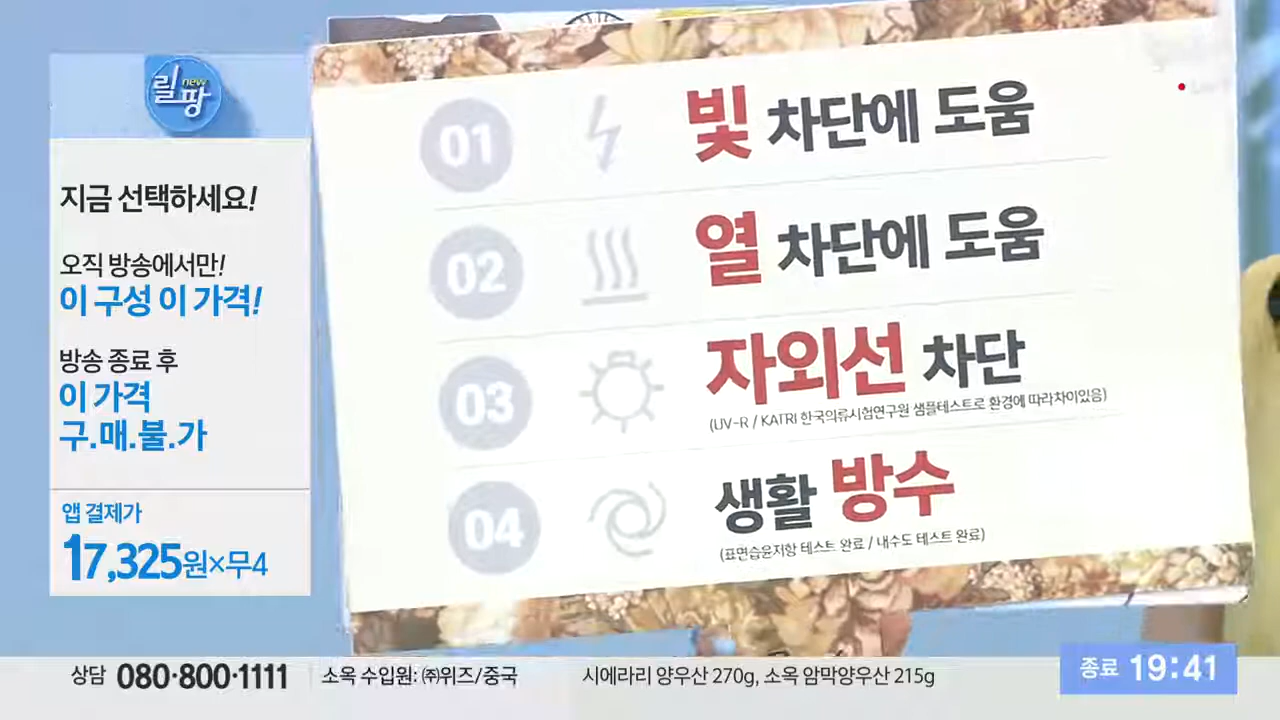 릴팡
new
지금 선택하세요!
오직 방송에서만!
이 구성 이 가격!
방송 종료 후
이 가격
구.매.불.가
앱 결제가
17,325원×무4
01 빛 차단에 도움
02 열 차단에 도움
03 자외선 차단
(UV-R / KATRI 한국의류시험연구원 샘플테스트로 환경에 따라차이있음)
04 생활 방수
(표면습윤저항 테스트 완료 / 내수도 테스트 완료)
상담 080·800·1111
소옥 수입원: ㈜위즈/중국
시에라리 양우산 270g, 소옥 암막양우산 215g
종료 19:41